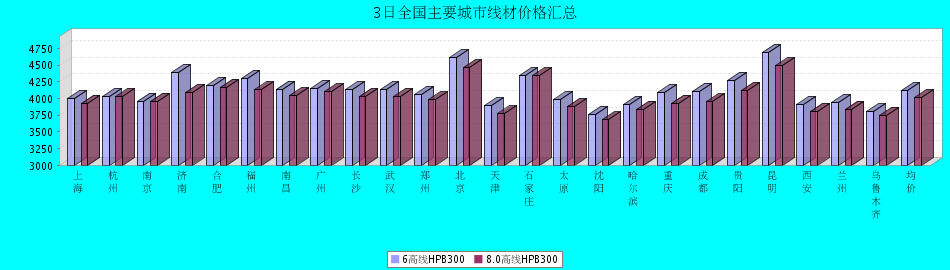 3日全国主要城市线材价格汇总
4750
4500
4250
4000
3750
3500
3250
3000
上海
杭州
南京
济南
合肥
福州
南昌
广州
长沙
武汉
郑州
北京
天津
石家庄
太原
沈阳
哈尔滨
重庆
成都
贵阳
昆明
西安
兰州
乌鲁木齐
均价
6高线HPB300
8.0高线HPB300